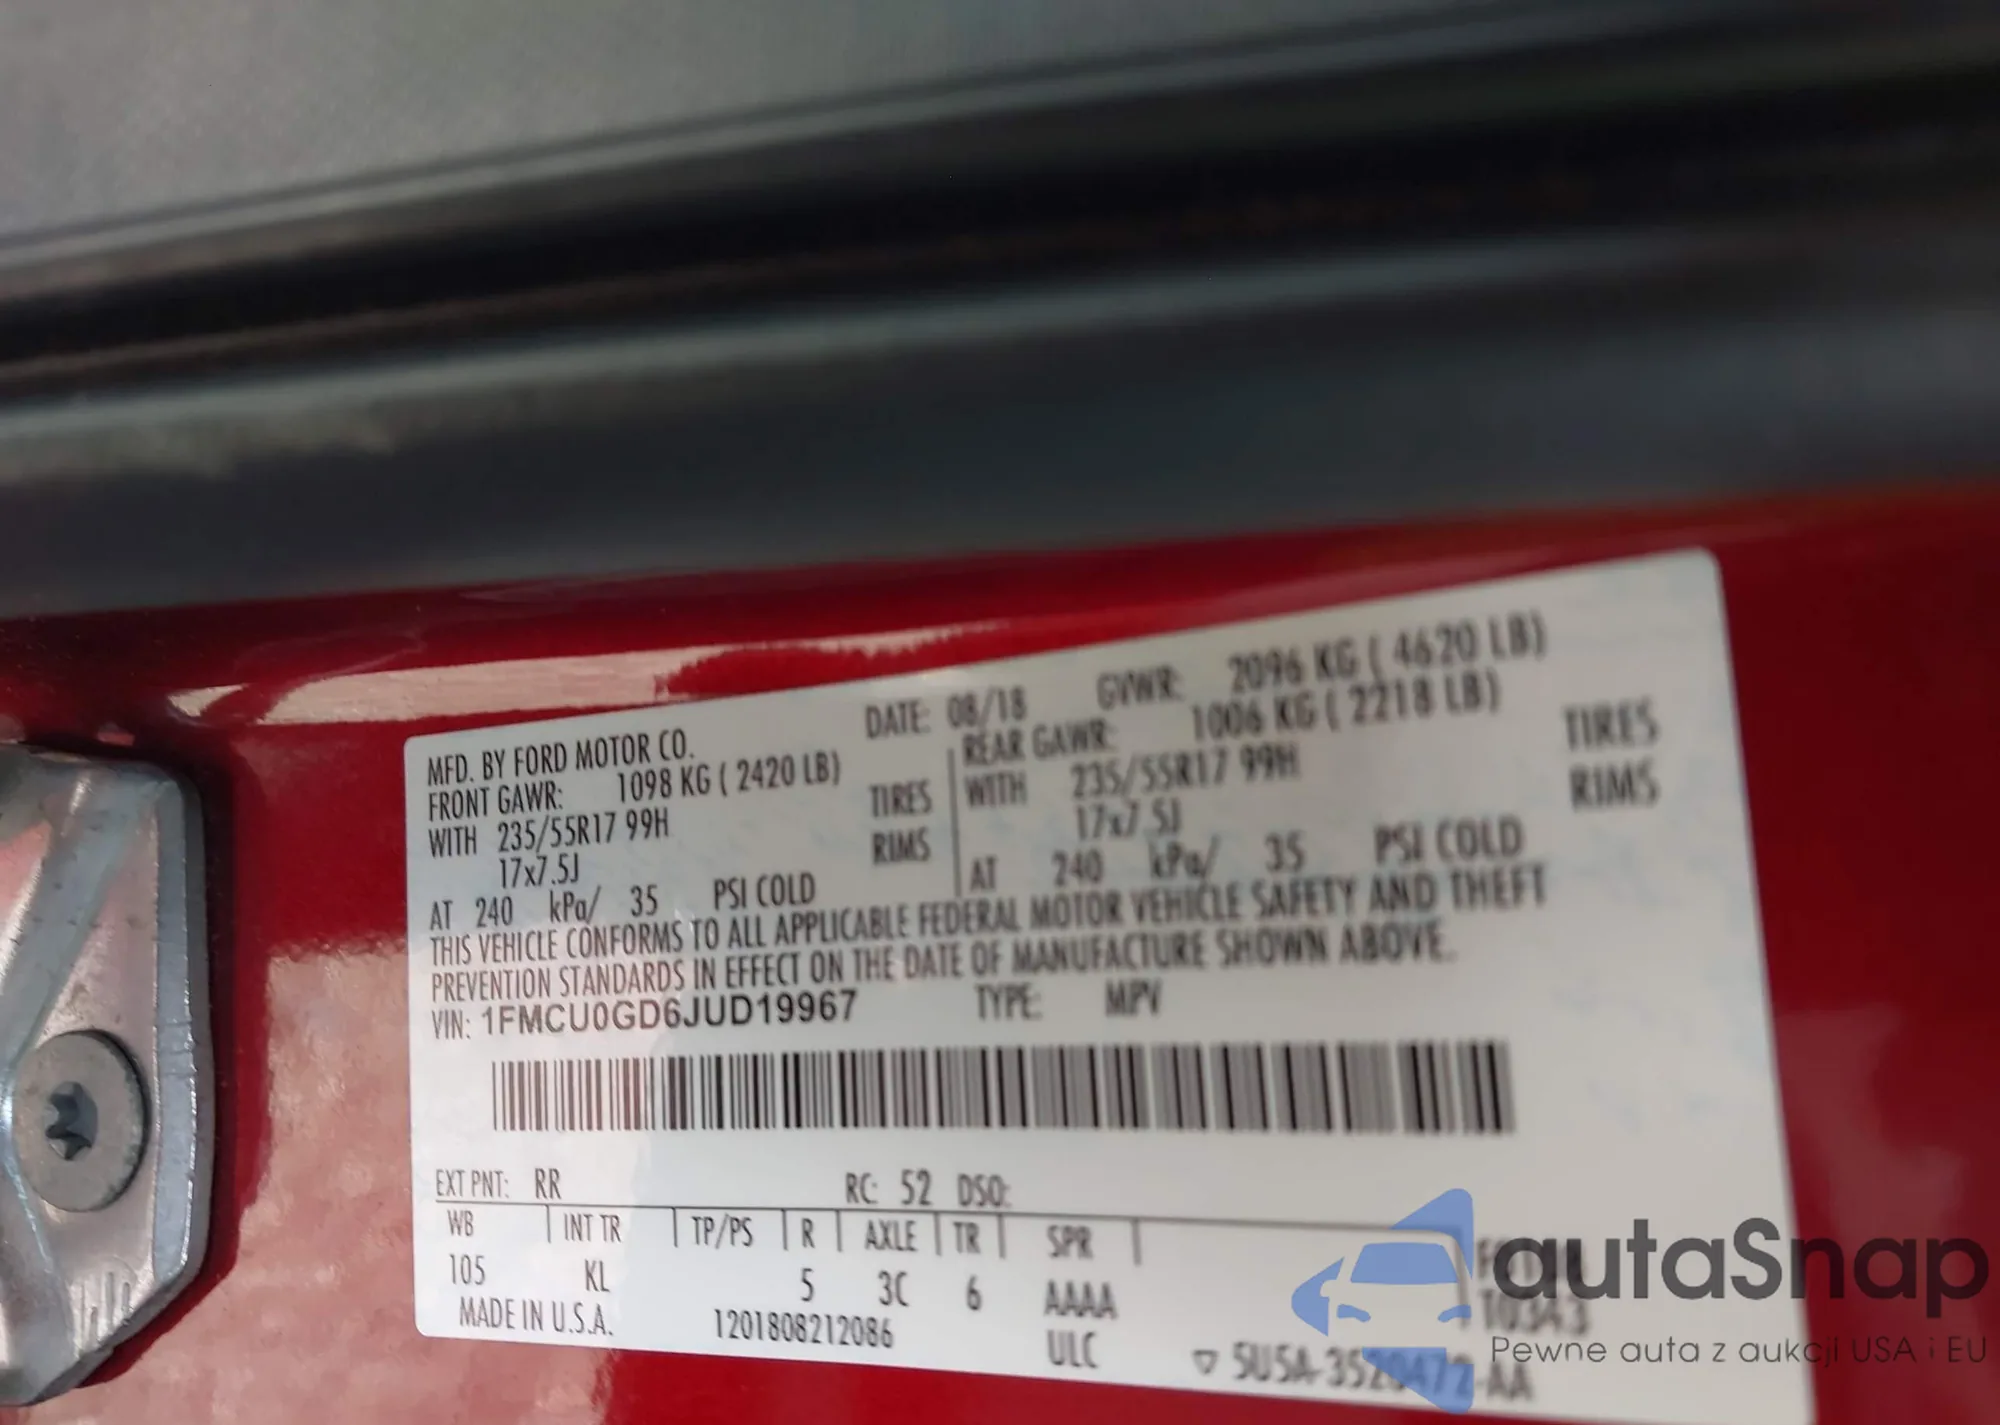 MFD. BY FORD MOTOR CO. DATE: 08/18 GVWR: 2096 KG ( 4620 LB)
FRONT GAWR: 1098 KG ( 2420 LB) REAR GAWR: 1006 KG ( 2218 LB)
WITH 235/55R17 99H TIRES WITH 235/55R17 99H TIRES
17x7.5J RIMS 17x7.5J RIMS
AT 240 kPa/ 35 PSI COLD AT 240 kPa/ 35 PSI COLD
THIS VEHICLE CONFORMS TO ALL APPLICABLE FEDERAL MOTOR VEHICLE SAFETY AND THEFT
PREVENTION STANDARDS IN EFFECT ON THE DATE OF MANUFACTURE SHOWN ABOVE.
VIN: 1FMCU0GD6JUD19967 TYPE: MPV
EXT PNT: RR RC: 52 DSO:
WB INT TR TP/PS R AXLE TR SPR
105 KL 5 3C 6 AAAA
MADE IN U.S.A. 1201808212086 ULC
▽ 5U5A-3520472-AA
autaSnap
Pewne auta z aukcji USA i EU